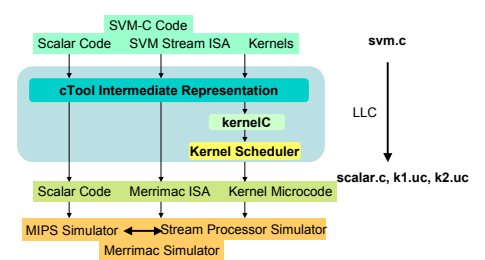 SVM-C Code
Scalar Code SVM Stream ISA Kernels
svm.c
cTool Intermediate Representation
LLC
kernelC
Kernel Scheduler
scalar.c, k1.uc, k2.uc
Scalar Code Merrimac ISA Kernel Microcode
MIPS Simulator Stream Processor Simulator
Merrimac Simulator